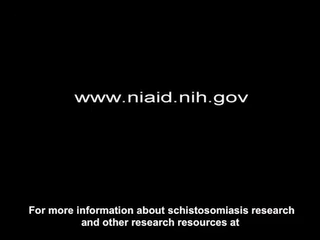 www.niaid.nih.gov
For more information about schistosomiasis research
and other research resources at